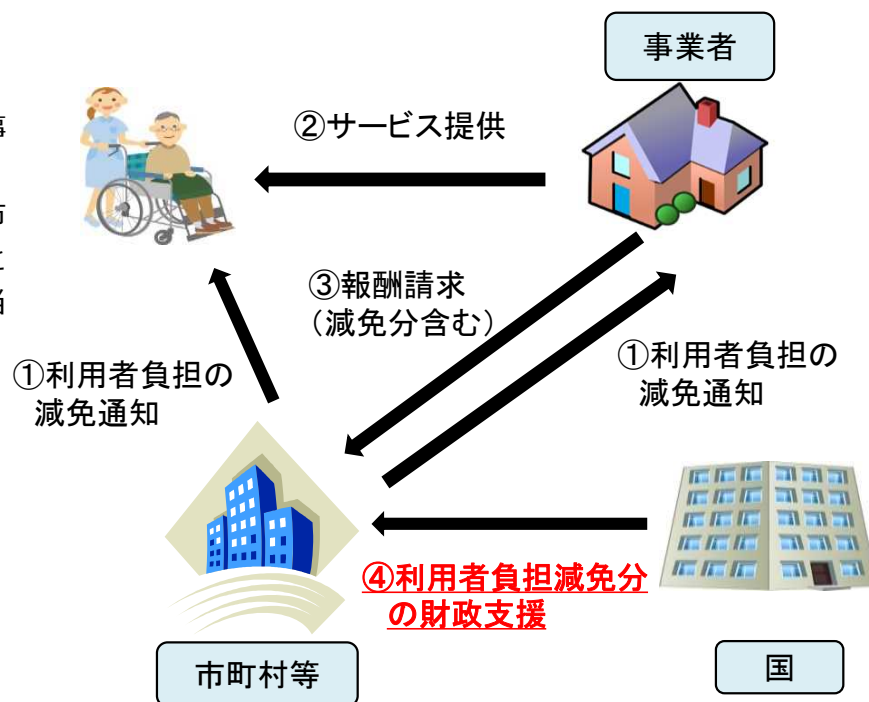 事業者
②サービス提供
③報酬請求
（減免分含む）
①利用者負担の
減免通知
①利用者負担の
減免通知
④利用者負担減免分
の財政支援
市町村等
国